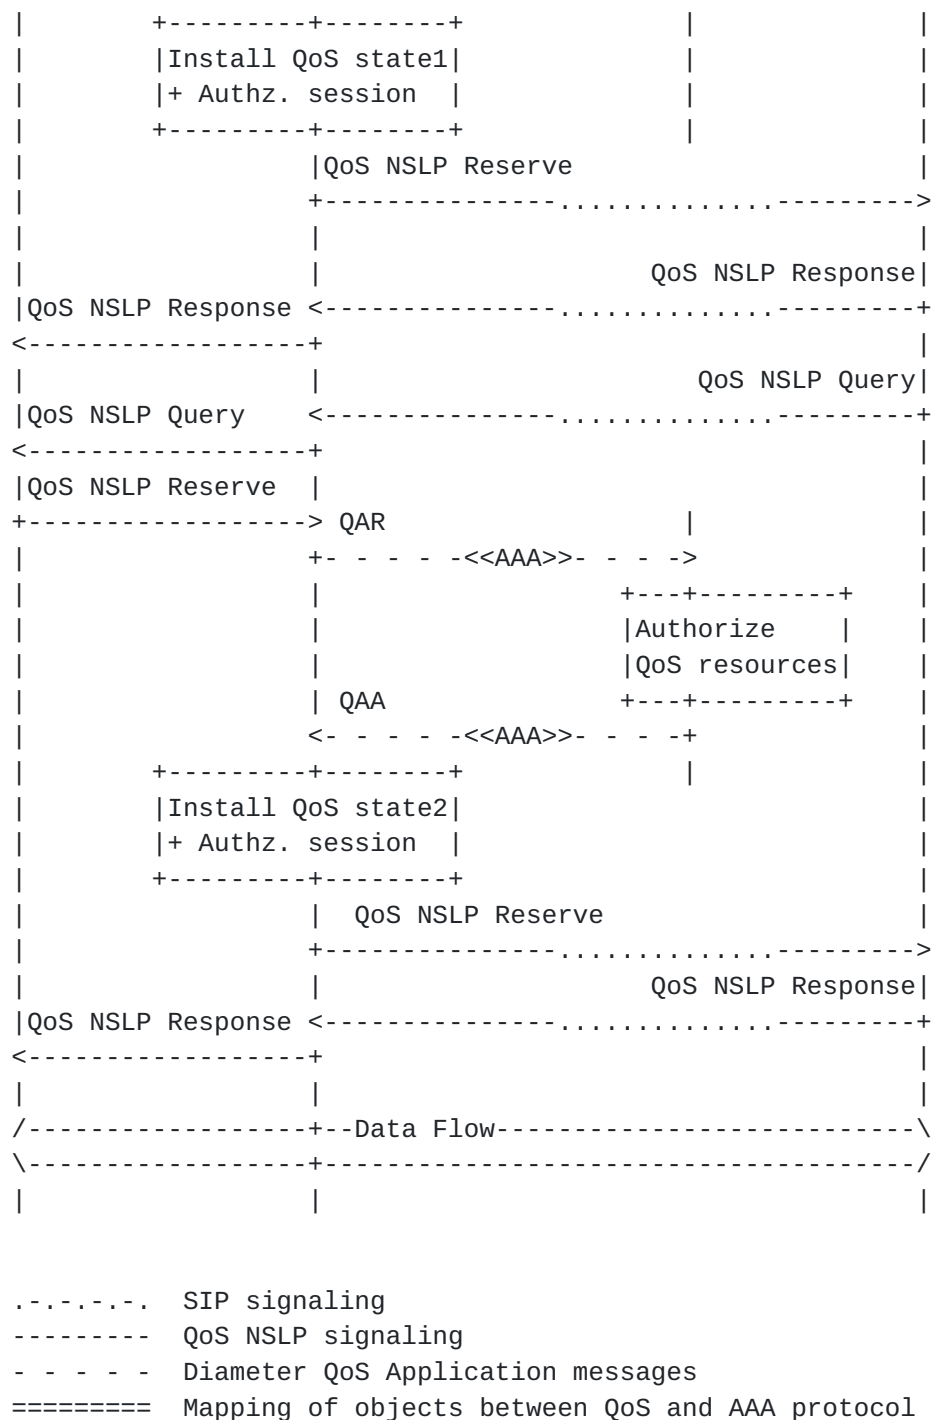 |         +---------+--------+              |              |
|         |Install QoS state1|              |              |
|         |+ Authz. session  |              |              |
|         +---------+--------+              |              |
|                   |QoS NSLP Reserve                      |
|                   +---------------..............--------->
|                   |                                      |
|                   |                     QoS NSLP Response|
|QoS NSLP Response <---------------..............---------+
<------------------+                                      |
|                   |                        QoS NSLP Query|
|QoS NSLP Query    <---------------..............---------+
<------------------+                                      |
|QoS NSLP Reserve  |                                      |
+------------------> QAR                   |              |
|                  +- - - - -<<AAA>>- - - ->              |
|                  |                   +---+---------+    |
|                  |                   |Authorize    |    |
|                  |                   |QoS resources|    |
|                  | QAA               +---+---------+    |
|                  <- - - - -<<AAA>>- - - -+              |
|        +---------+--------+              |              |
|        |Install QoS state2|                             |
|        |+ Authz. session  |                             |
|        +---------+--------+                             |
|                  |  QoS NSLP Reserve                    |
|                  +---------------..............--------->
|                  |                     QoS NSLP Response|
|QoS NSLP Response <---------------..............---------+
<------------------+                                      |
|                  |                                      |
/------------------+--Data Flow---------------------------\
\------------------+--------------------------------------/
|                  |                                      |
.-.-.-.-.  SIP signaling
---------  QoS NSLP signaling
- - - - -  Diameter QoS Application messages
=========  Mapping of objects between QoS and AAA protocol